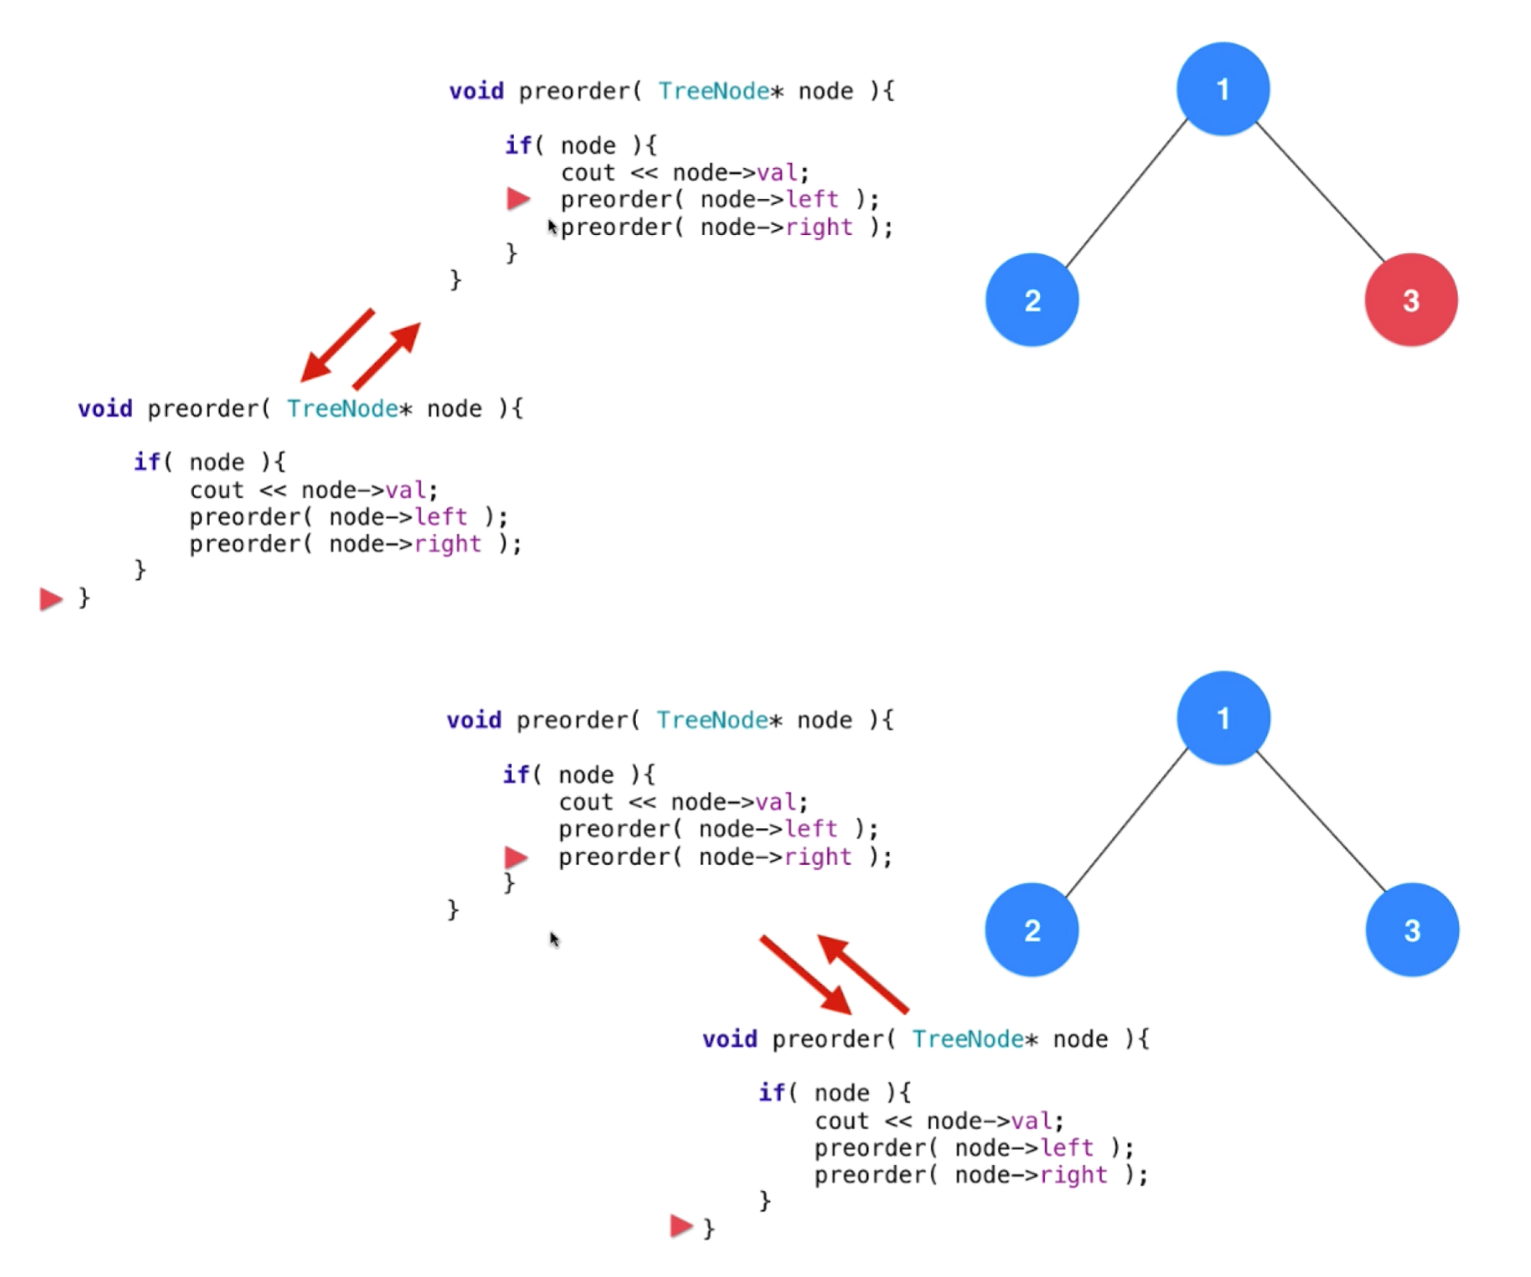 void preorder( TreeNode* node ){
if( node ){
cout << node->val;
preorder( node->left );
preorder( node->right );
}
}
1
2
3
void preorder( TreeNode* node ){
if( node ){
cout << node->val;
preorder( node->left );
preorder( node->right );
}
}
void preorder( TreeNode* node ){
if( node ){
cout << node->val;
preorder( node->left );
preorder( node->right );
}
}
1
2
3
void preorder( TreeNode* node ){
if( node ){
cout << node->val;
preorder( node->left );
preorder( node->right );
}
}